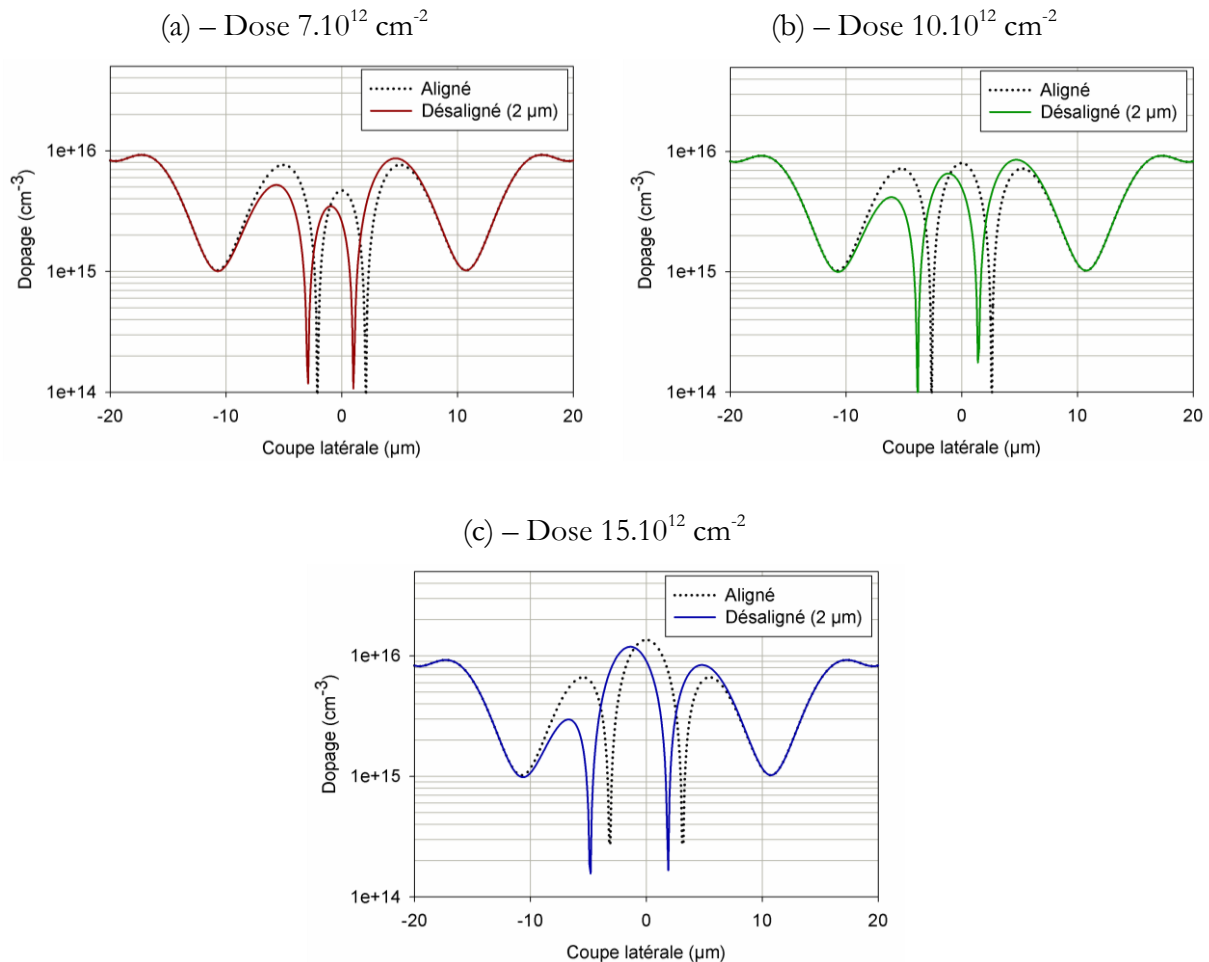 (a) – Dose 7.10¹² cm⁻²
(b) – Dose 10.10¹² cm⁻²
Aligné
Désaligné (2 µm)
1e+16
1e+15
1e+14
Dopage (cm⁻³)
-20
-10
0
10
20
Coupe latérale (µm)
Aligné
Désaligné (2 µm)
1e+16
1e+15
1e+14
Dopage (cm⁻³)
-20
-10
0
10
20
Coupe latérale (µm)
(c) – Dose 15.10¹² cm⁻²
Aligné
Désaligné (2 µm)
1e+16
1e+15
1e+14
Dopage (cm⁻³)
-20
-10
0
10
20
Coupe latérale (µm)